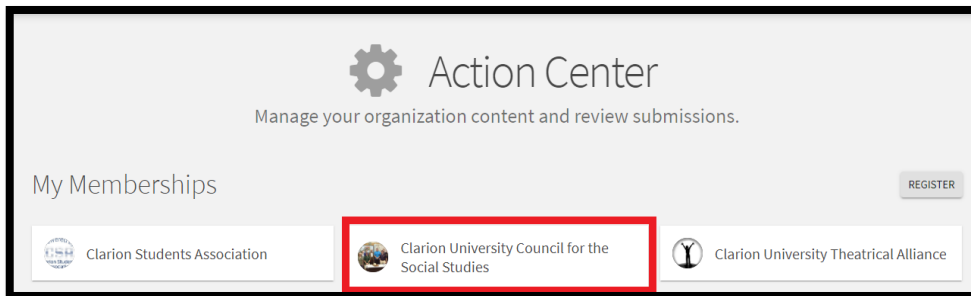 Action Center
Manage your organization content and review submissions.
My Memberships
REGISTER
CSA
Clarion Students Association
Clarion University Council for the
Social Studies
Clarion University Theatrical Alliance